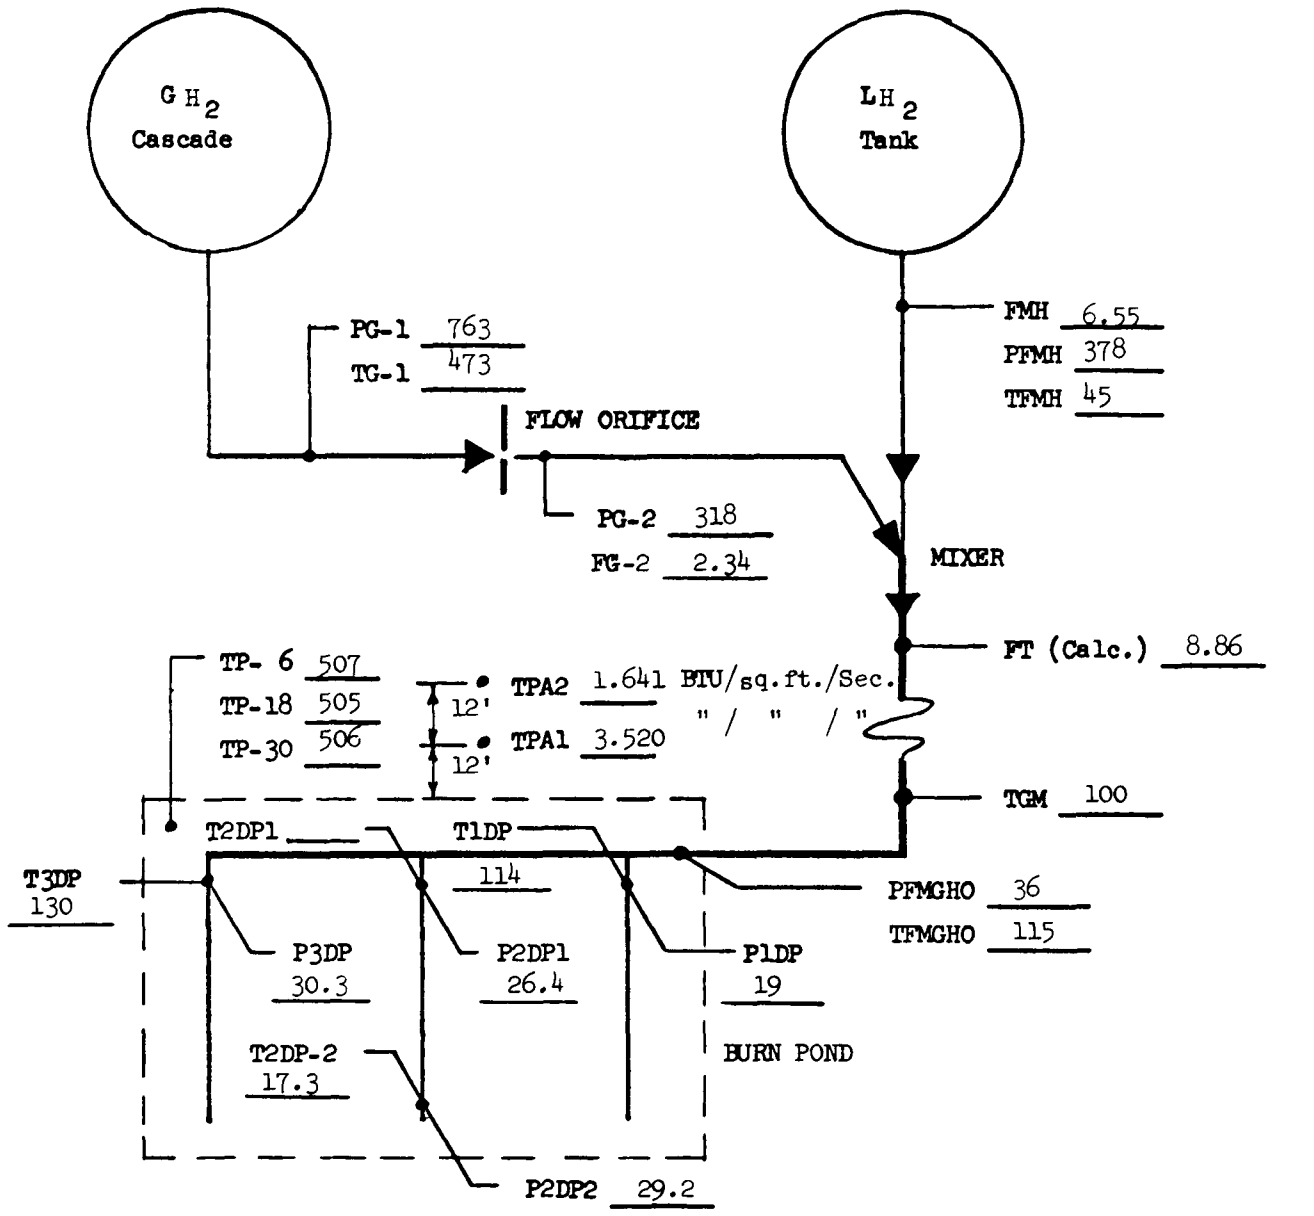 GH2
Cascade
LH2
Tank
PG-1 763
TG-1 473
FMH 6.55
PFMH 378
TFMH 45
FLOW ORIFICE
PG-2 318
FG-2 2.34
MIXER
FT (Calc.) 8.86
TP- 6 507
TP-18 505
TP-30 506
12'
12'
TPA2 1.641 BTU/sq.ft./Sec.
TPA1 3.520 " / " / "
TGM 100
T2DP1
T1DP
114
T3DP
130
PFMGHO 36
TFMGHO 115
P3DP
30.3
P2DP1
26.4
P1DP
19
T2DP-2
17.3
BURN POND
P2DP2 29.2